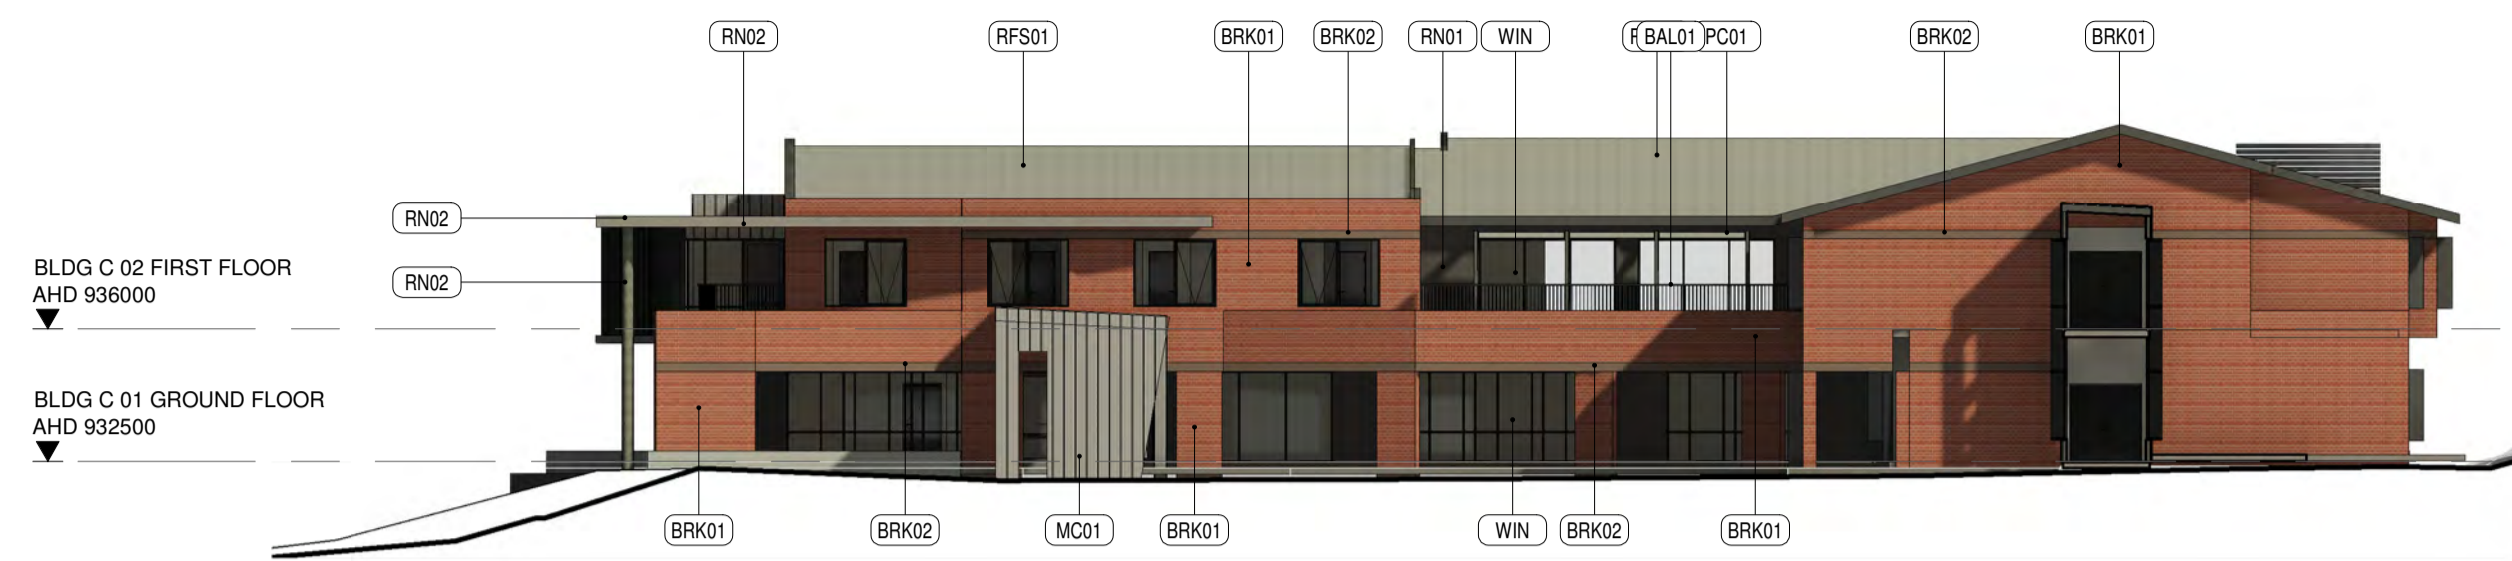 RN02
RFS01
BRK01
BRK02
RN01
WIN
BAL01
PC01
BRK02
BRK01
RN02
RN02
BLDG C 02 FIRST FLOOR
AHD 936000
BLDG C 01 GROUND FLOOR
AHD 932500
BRK01
BRK02
MC01
BRK01
WIN
BRK02
BRK01